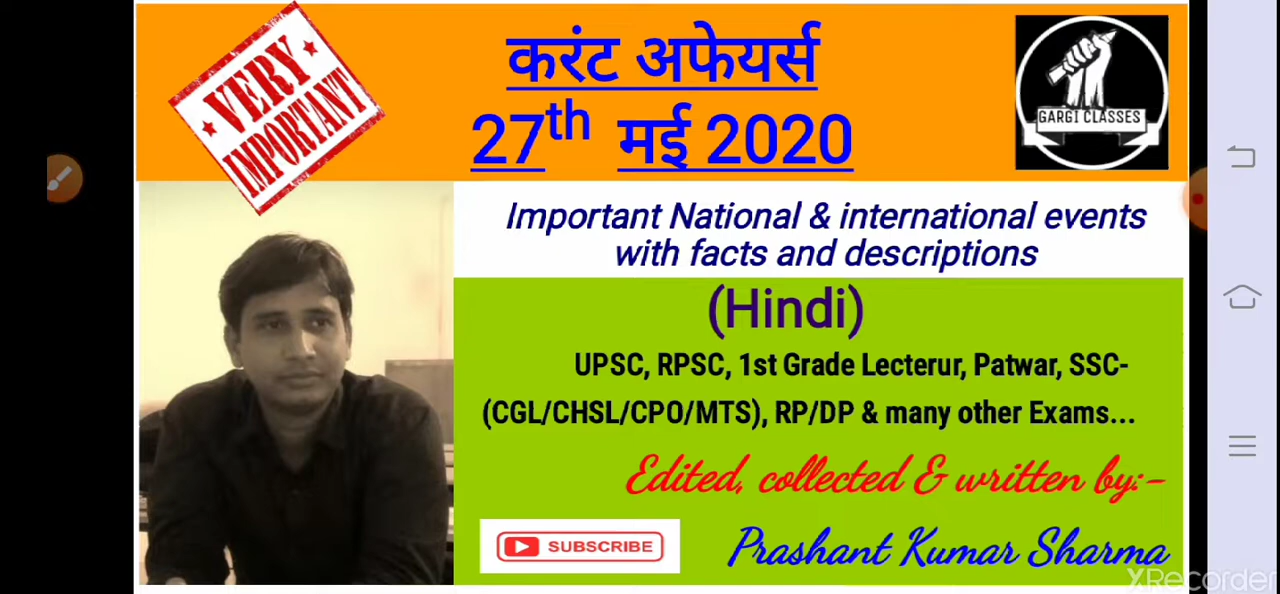 VERY
IMPORTANT
करंट अफेयर्स
27th मई 2020
GARGI CLASSES
Important National & international events
with facts and descriptions
(Hindi)
UPSC, RPSC, 1st Grade Lecterur, Patwar, SSC-
(CGL/CHSL/CPO/MTS), RP/DP & many other Exams...
Edited, collected & written by:-
SUBSCRIBE
Prashant Kumar Sharma
XRecorder